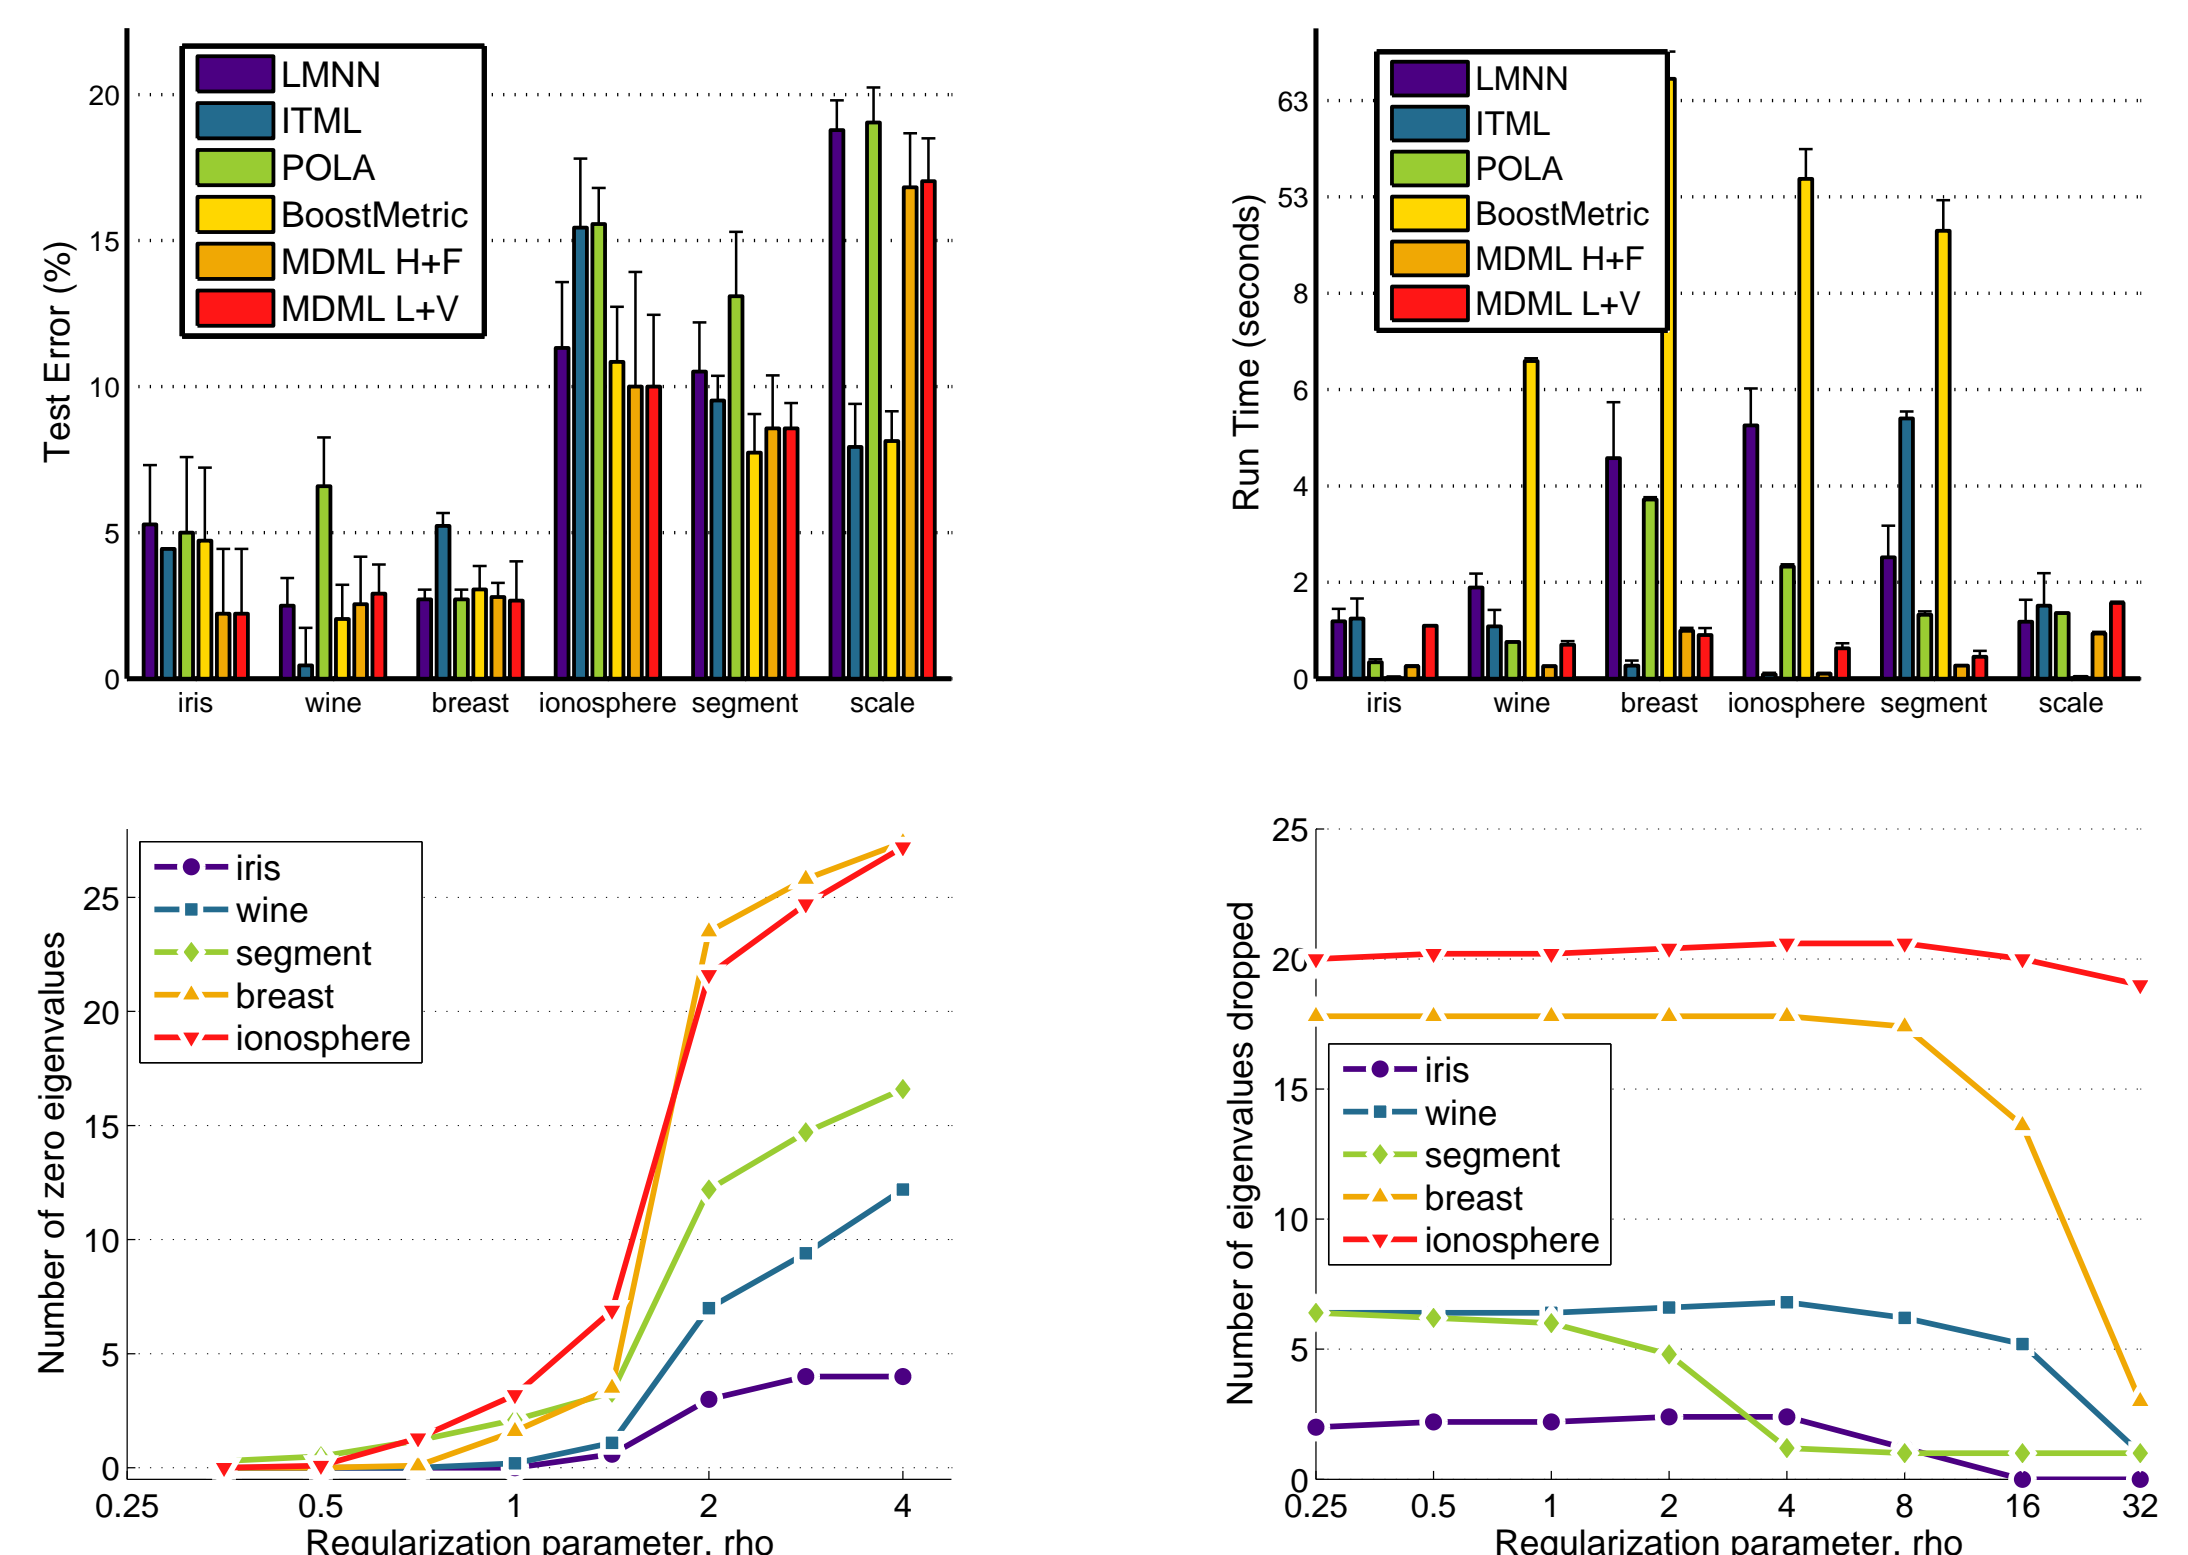 Test Error (%)
20
15
10
5
0
LMNN
ITML
POLA
BoostMetric
MDML H+F
MDML L+V
iris wine breast ionosphere segment scale
Run Time (seconds)
63
53
8
6
4
2
0
LMNN
ITML
POLA
BoostMetric
MDML H+F
MDML L+V
iris wine breast ionosphere segment scale
Number of zero eigenvalues
25
20
15
10
5
0
iris
wine
segment
breast
ionosphere
0.25 0.5 1 2 4
Regularization parameter, rho
Number of eigenvalues dropped
25
20
15
10
5
0
iris
wine
segment
breast
ionosphere
0.25 0.5 1 2 4 8 16 32
Regularization parameter, rho